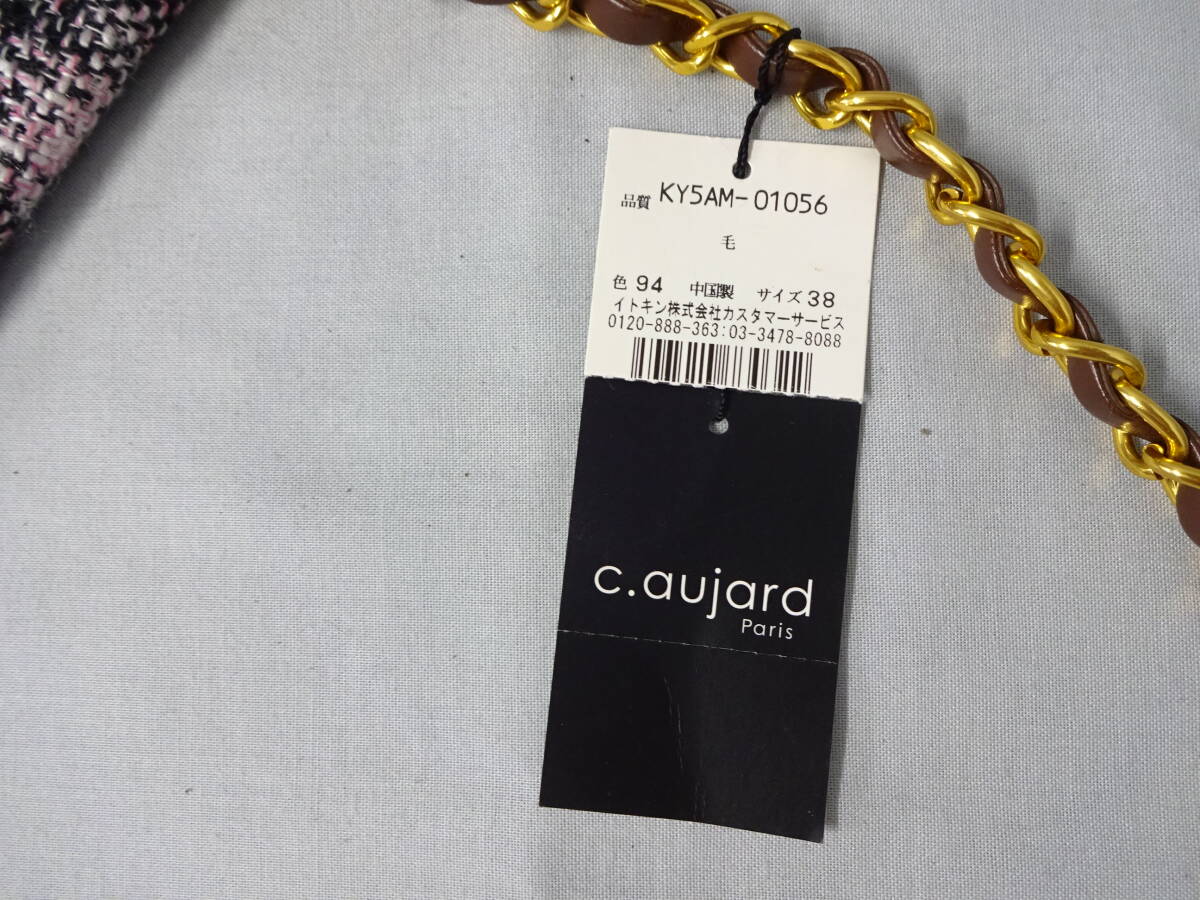 品質 KY5AM-01056
毛
色 94 中国製 サイズ 38
イトキン株式会社カスタマーサービス
0120-888-363:03-3478-8088
c.aujard
Paris